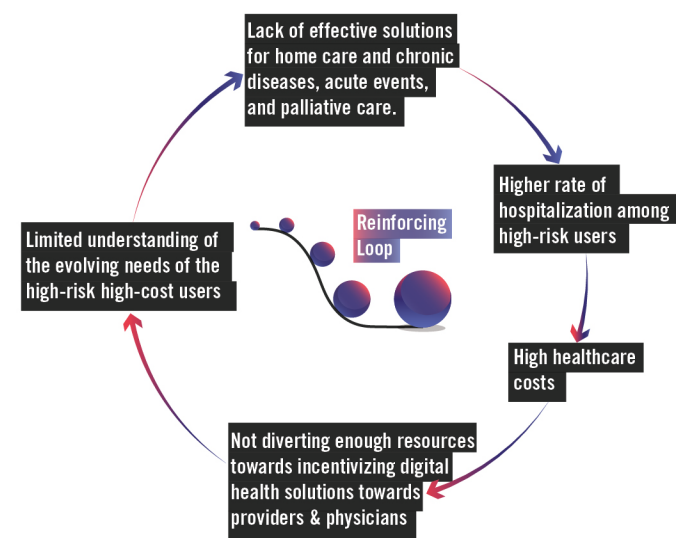 Lack of effective solutions
for home care and chronic
diseases, acute events,
and palliative care.
Higher rate of
hospitalization among
high-risk users
High healthcare
costs
Not diverting enough resources
towards incentivizing digital
health solutions towards
providers & physicians
Limited understanding of
the evolving needs of the
high-risk high-cost users
Reinforcing
Loop